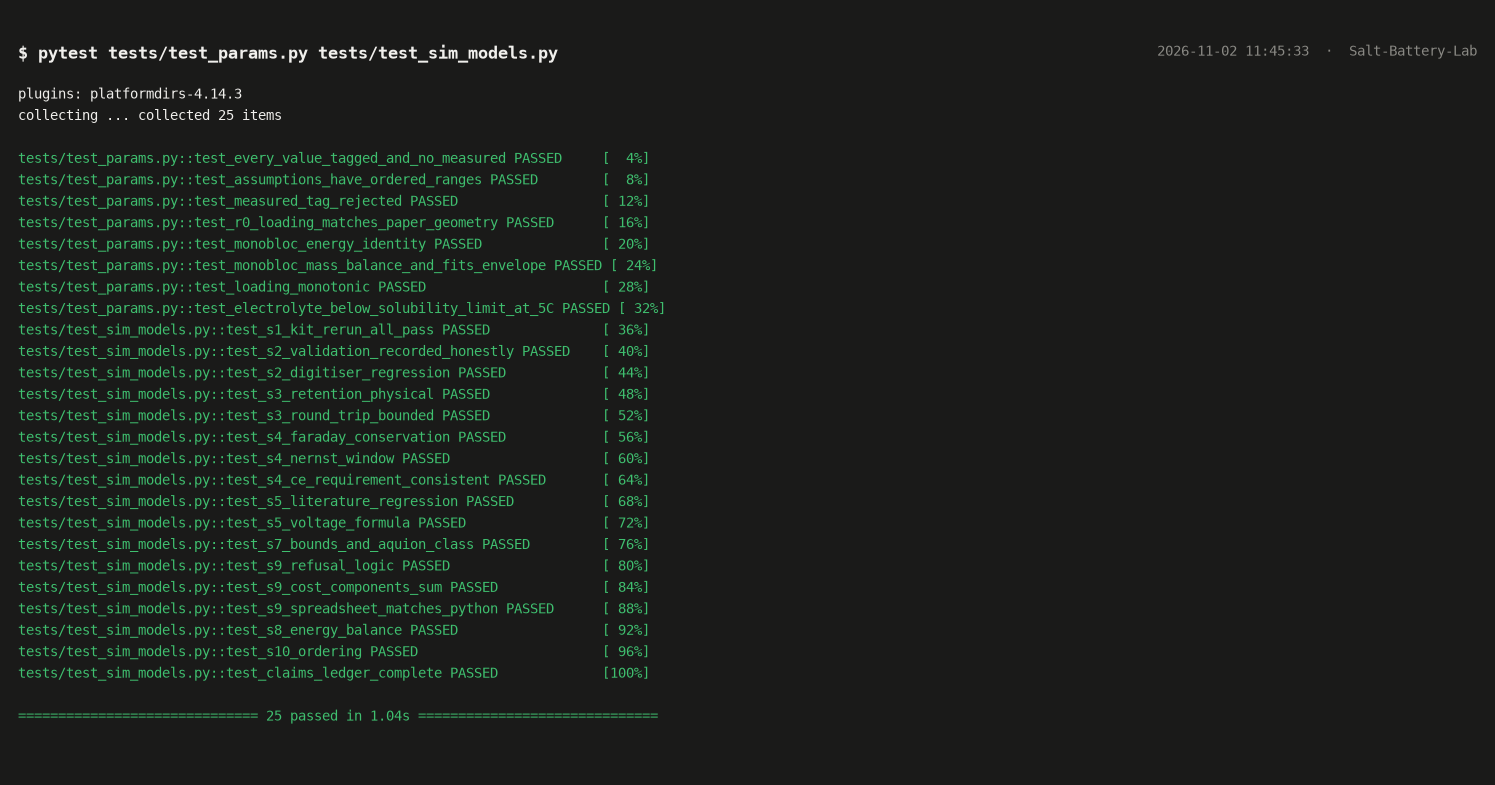 $ pytest tests/test_params.py tests/test_sim_models.py
2026-11-02 11:45:33 · Salt-Battery-Lab
plugins: platformdirs-4.14.3
collecting ... collected 25 items
tests/test_params.py::test_every_value_tagged_and_no_measured PASSED [  4%]
tests/test_params.py::test_assumptions_have_ordered_ranges PASSED [  8%]
tests/test_params.py::test_measured_tag_rejected PASSED [ 12%]
tests/test_params.py::test_r0_loading_matches_paper_geometry PASSED [ 16%]
tests/test_params.py::test_monobloc_energy_identity PASSED [ 20%]
tests/test_params.py::test_monobloc_mass_balance_and_fits_envelope PASSED [ 24%]
tests/test_params.py::test_loading_monotonic PASSED [ 28%]
tests/test_params.py::test_electrolyte_below_solubility_limit_at_5C PASSED [ 32%]
tests/test_sim_models.py::test_s1_kit_rerun_all_pass PASSED [ 36%]
tests/test_sim_models.py::test_s2_validation_recorded_honestly PASSED [ 40%]
tests/test_sim_models.py::test_s2_digitiser_regression PASSED [ 44%]
tests/test_sim_models.py::test_s3_retention_physical PASSED [ 48%]
tests/test_sim_models.py::test_s3_round_trip_bounded PASSED [ 52%]
tests/test_sim_models.py::test_s4_faraday_conservation PASSED [ 56%]
tests/test_sim_models.py::test_s4_nernst_window PASSED [ 60%]
tests/test_sim_models.py::test_s4_ce_requirement_consistent PASSED [ 64%]
tests/test_sim_models.py::test_s5_literature_regression PASSED [ 68%]
tests/test_sim_models.py::test_s5_voltage_formula PASSED [ 72%]
tests/test_sim_models.py::test_s7_bounds_and_aquion_class PASSED [ 76%]
tests/test_sim_models.py::test_s9_refusal_logic PASSED [ 80%]
tests/test_sim_models.py::test_s9_cost_components_sum PASSED [ 84%]
tests/test_sim_models.py::test_s9_spreadsheet_matches_python PASSED [ 88%]
tests/test_sim_models.py::test_s8_energy_balance PASSED [ 92%]
tests/test_sim_models.py::test_s10_ordering PASSED [ 96%]
tests/test_sim_models.py::test_claims_ledger_complete PASSED [100%]
============================== 25 passed in 1.04s ==============================